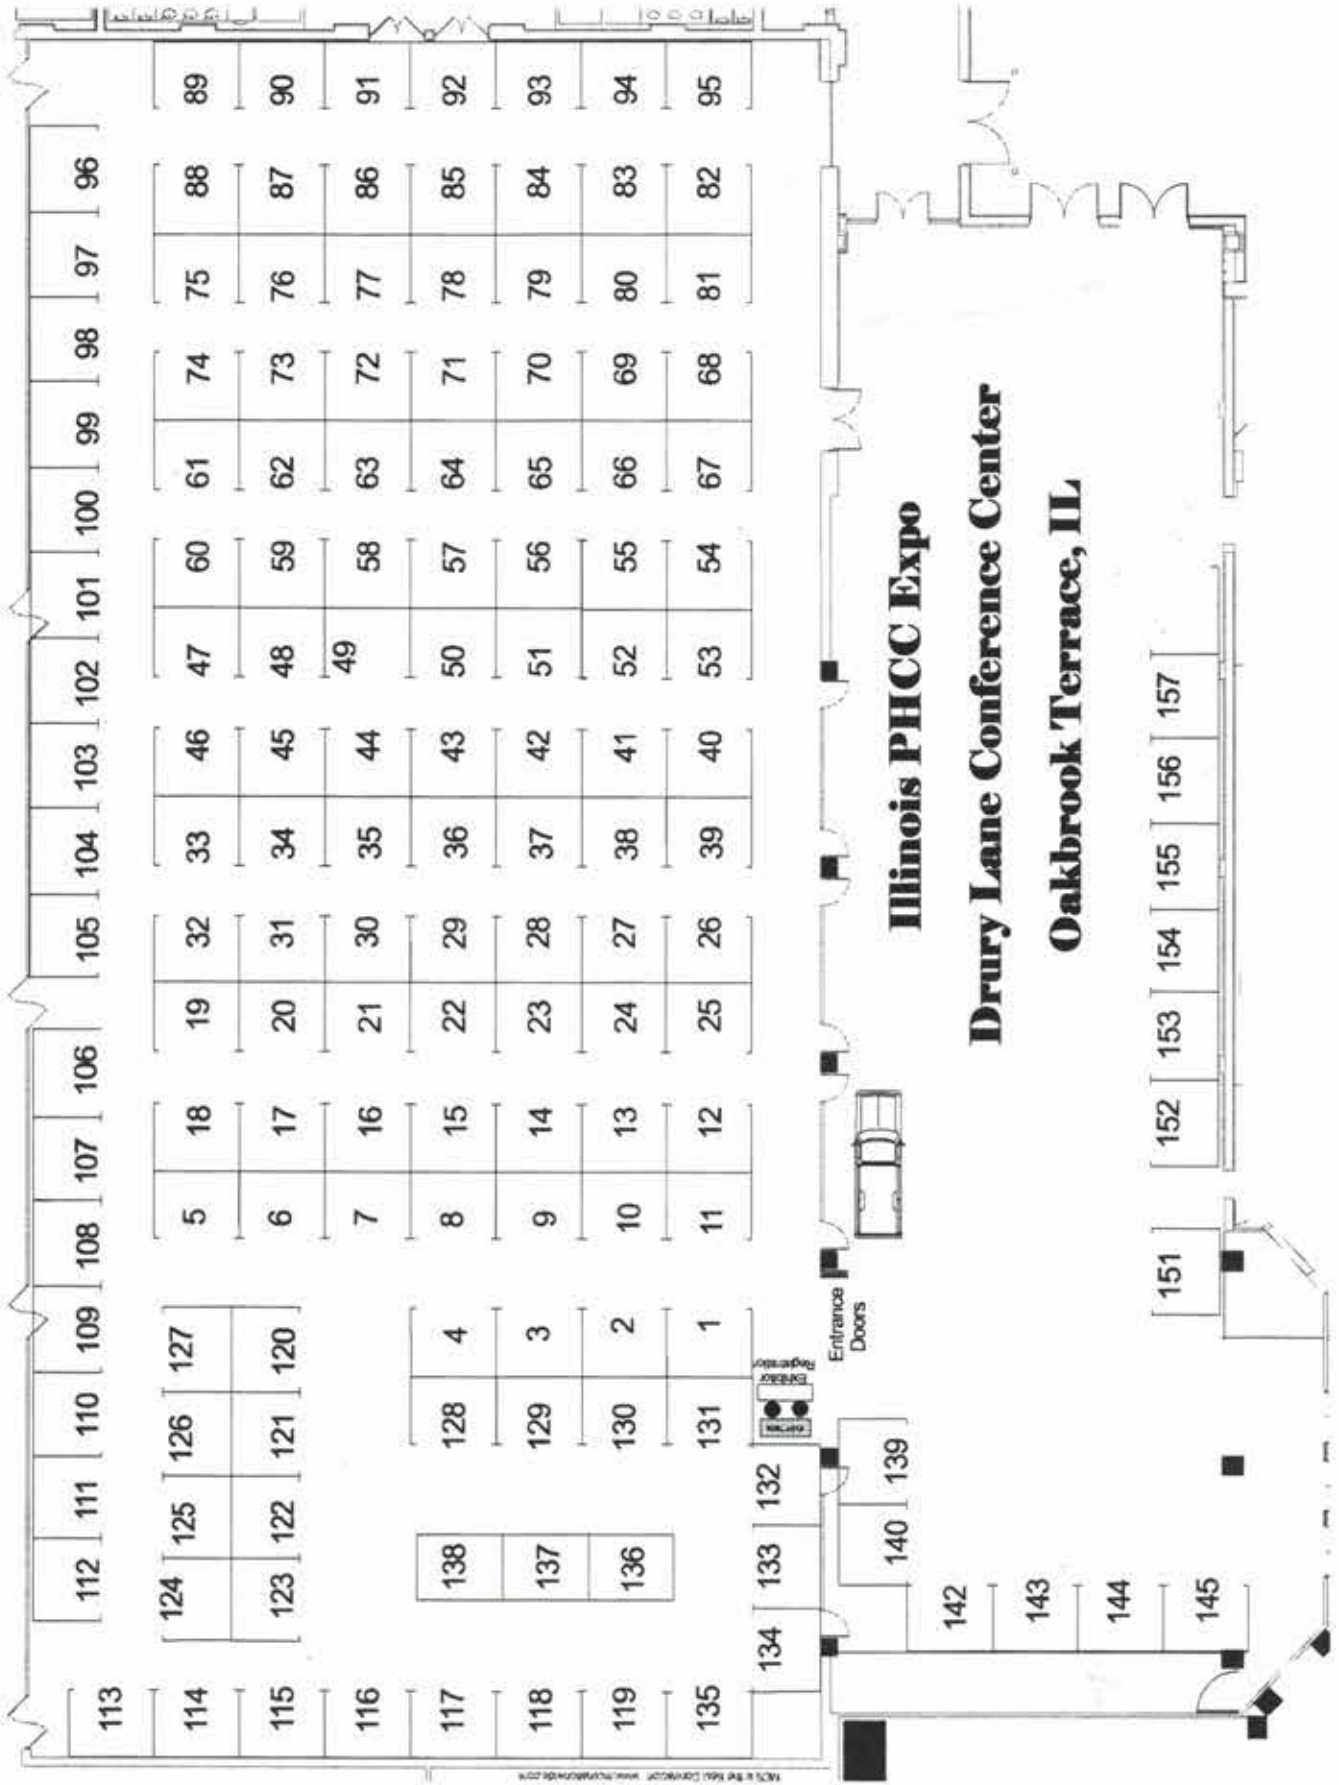 113 112 111 110 109 108 107 106 105 104 103 102 101 100 99 98 97 96
114 124 125 126 127 5 18 19 32 33 46 47 60 61 74 75 88 89
115 123 122 121 120 6 17 20 31 34 45 48 59 62 73 76 87 90
116 7 16 21 30 35 44 49 58 63 72 77 86 91
117 138 128 4 8 15 22 29 36 43 50 57 64 71 78 85 92
118 137 129 3 9 14 23 28 37 42 51 56 65 70 79 84 93
119 136 130 2 10 13 24 27 38 41 52 55 66 69 80 83 94
135 131 1 11 12 25 26 39 40 53 54 67 68 81 82 95
134 133 132
Exhibitor
Registration
Entrance
Doors
140 139
142
143
144
145
Illinois PHCC Expo
Drury Lane Conference Center
Oakbrook Terrace, IL
151 152 153 154 155 156 157